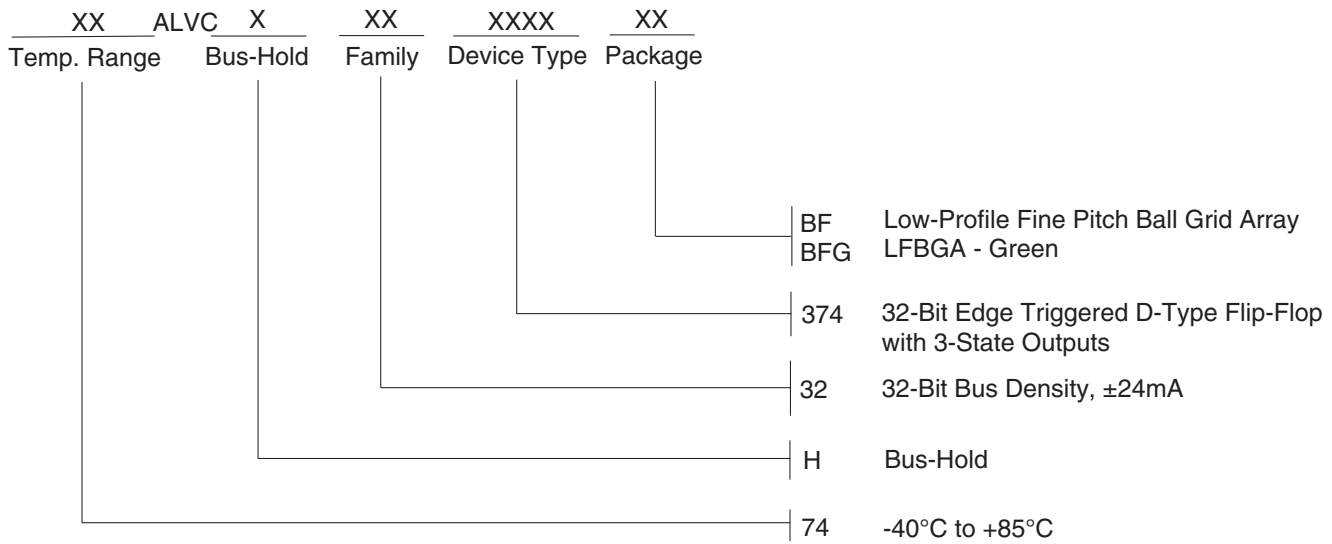 XX ALVC X XX XXXX XX
Temp. Range Bus-Hold Family Device Type Package
BF Low-Profile Fine Pitch Ball Grid Array
BFG LFBGA - Green
374 32-Bit Edge Triggered D-Type Flip-Flop
with 3-State Outputs
32 32-Bit Bus Density, ±24mA
H Bus-Hold
74 -40°C to +85°C